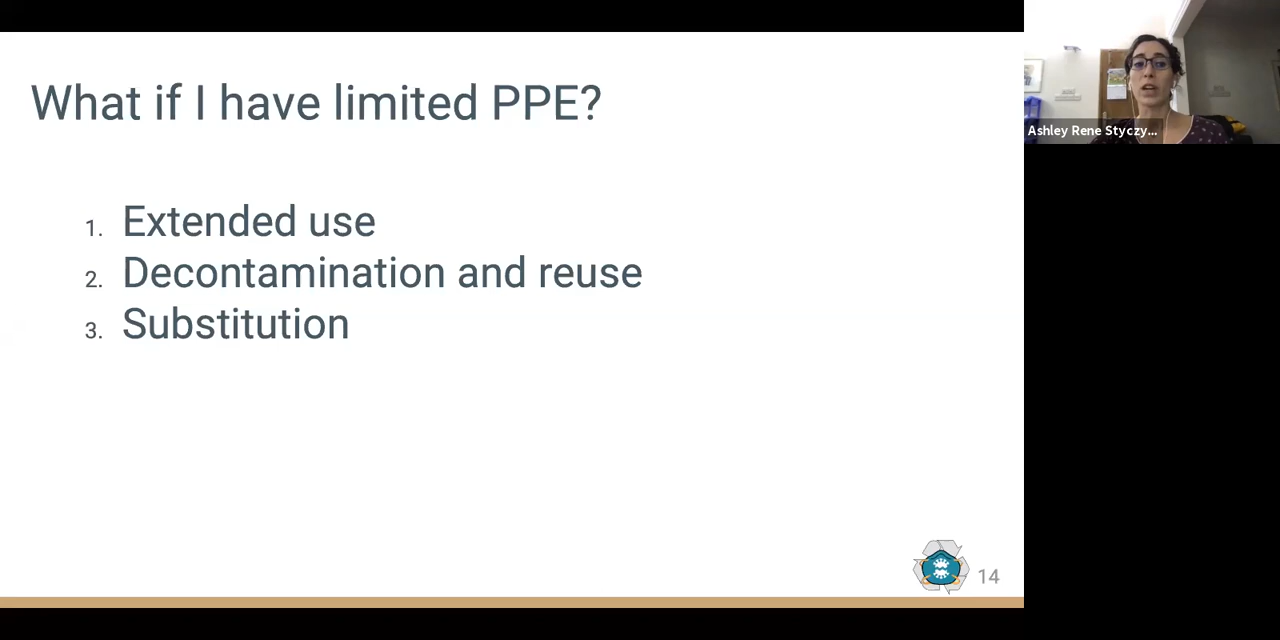 What if I have limited PPE?
1. Extended use
2. Decontamination and reuse
3. Substitution
14
Ashley Rene Styczy...